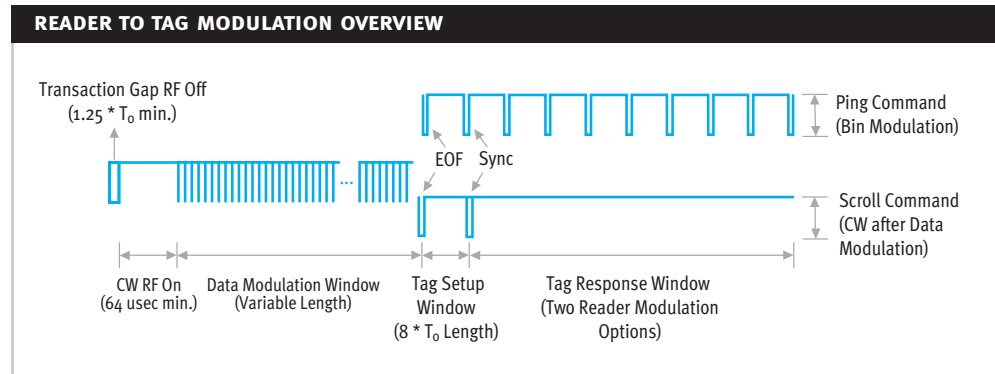 READER TO TAG MODULATION OVERVIEW
Transaction Gap RF Off
(1.25 * T0 min.)
Ping Command
(Bin Modulation)
EOF
Sync
...
Scroll Command
(CW after Data
Modulation)
CW RF On
(64 usec min.)
Data Modulation Window
(Variable Length)
Tag Setup
Window
(8 * T0 Length)
Tag Response Window
(Two Reader Modulation
Options)